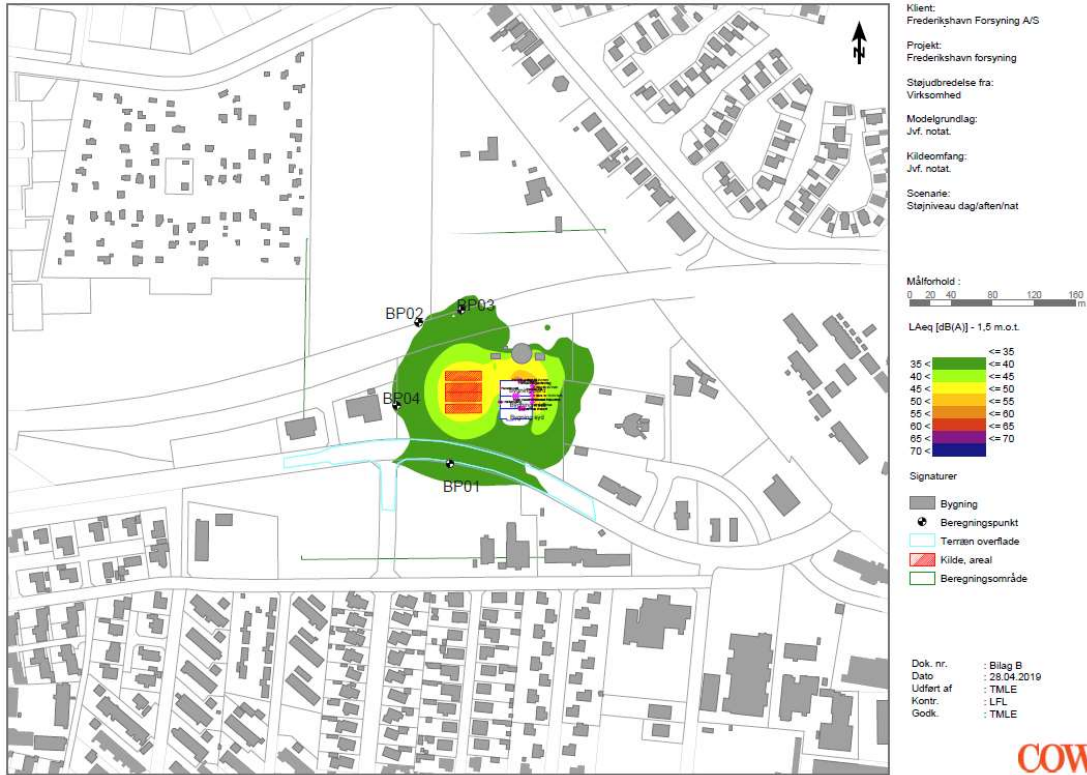 Klient:
Frederikshavn Forsyning A/S
Projekt:
Frederikshavn forsyning
Støjudbredelse fra:
Virksomhed
Modelgrundlag:
Jvf. notat.
Kildeomfang:
Jvf. notat.
Scenarie:
Støjniveau dag/aften/nat
N
Målforhold :
0 20 40 80 120 160
m
LAeq [dB(A)] - 1,5 m.o.t.
<= 35
35 < <= 40
40 < <= 45
45 < <= 50
50 < <= 55
55 < <= 60
60 < <= 65
65 < <= 70
70 <
Signaturer
Bygning
Beregningspunkt
Terræn overflade
Kilde, areal
Beregningsområde
BP02
BP03
BP04
BP01
Bygning syd
Dok. nr. : Bilag B
Dato : 28.04.2019
Udført af : TMLE
Kontr. : LFL
Godk. : TMLE
COW